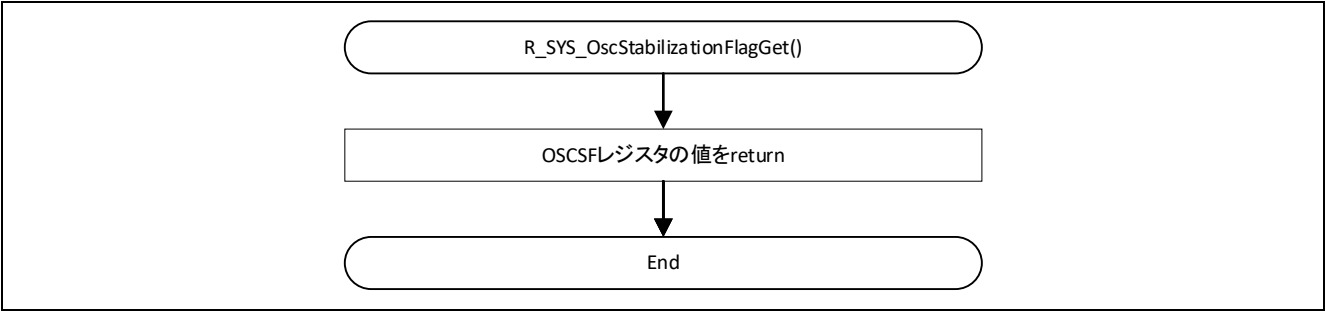 R_SYS_OscStabilizationFlagGet()
OSCSFレジスタの値をreturn
End